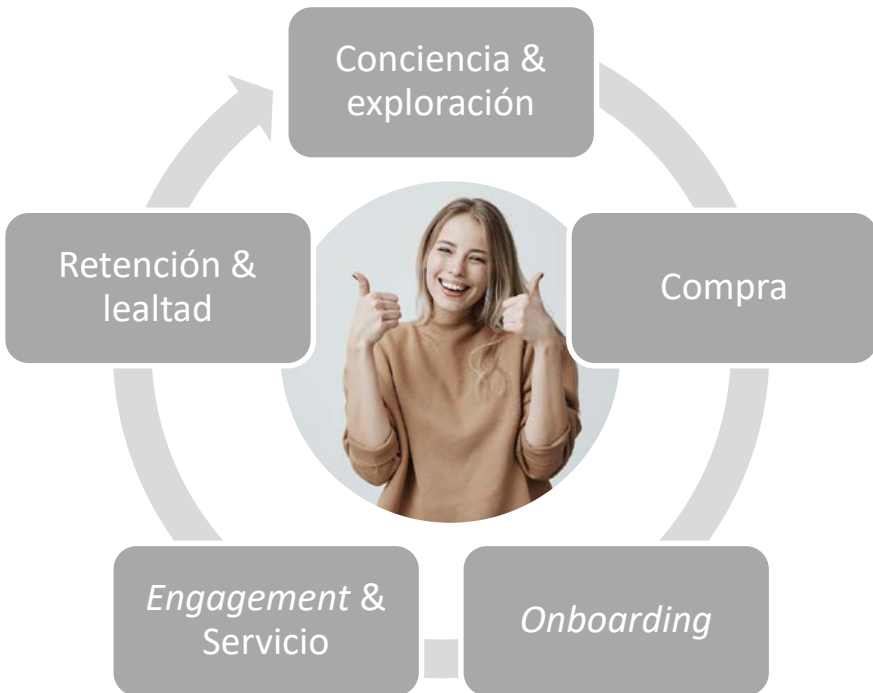 Conciencia &
exploración
Compra
Onboarding
Engagement &
Servicio
Retención &
lealtad